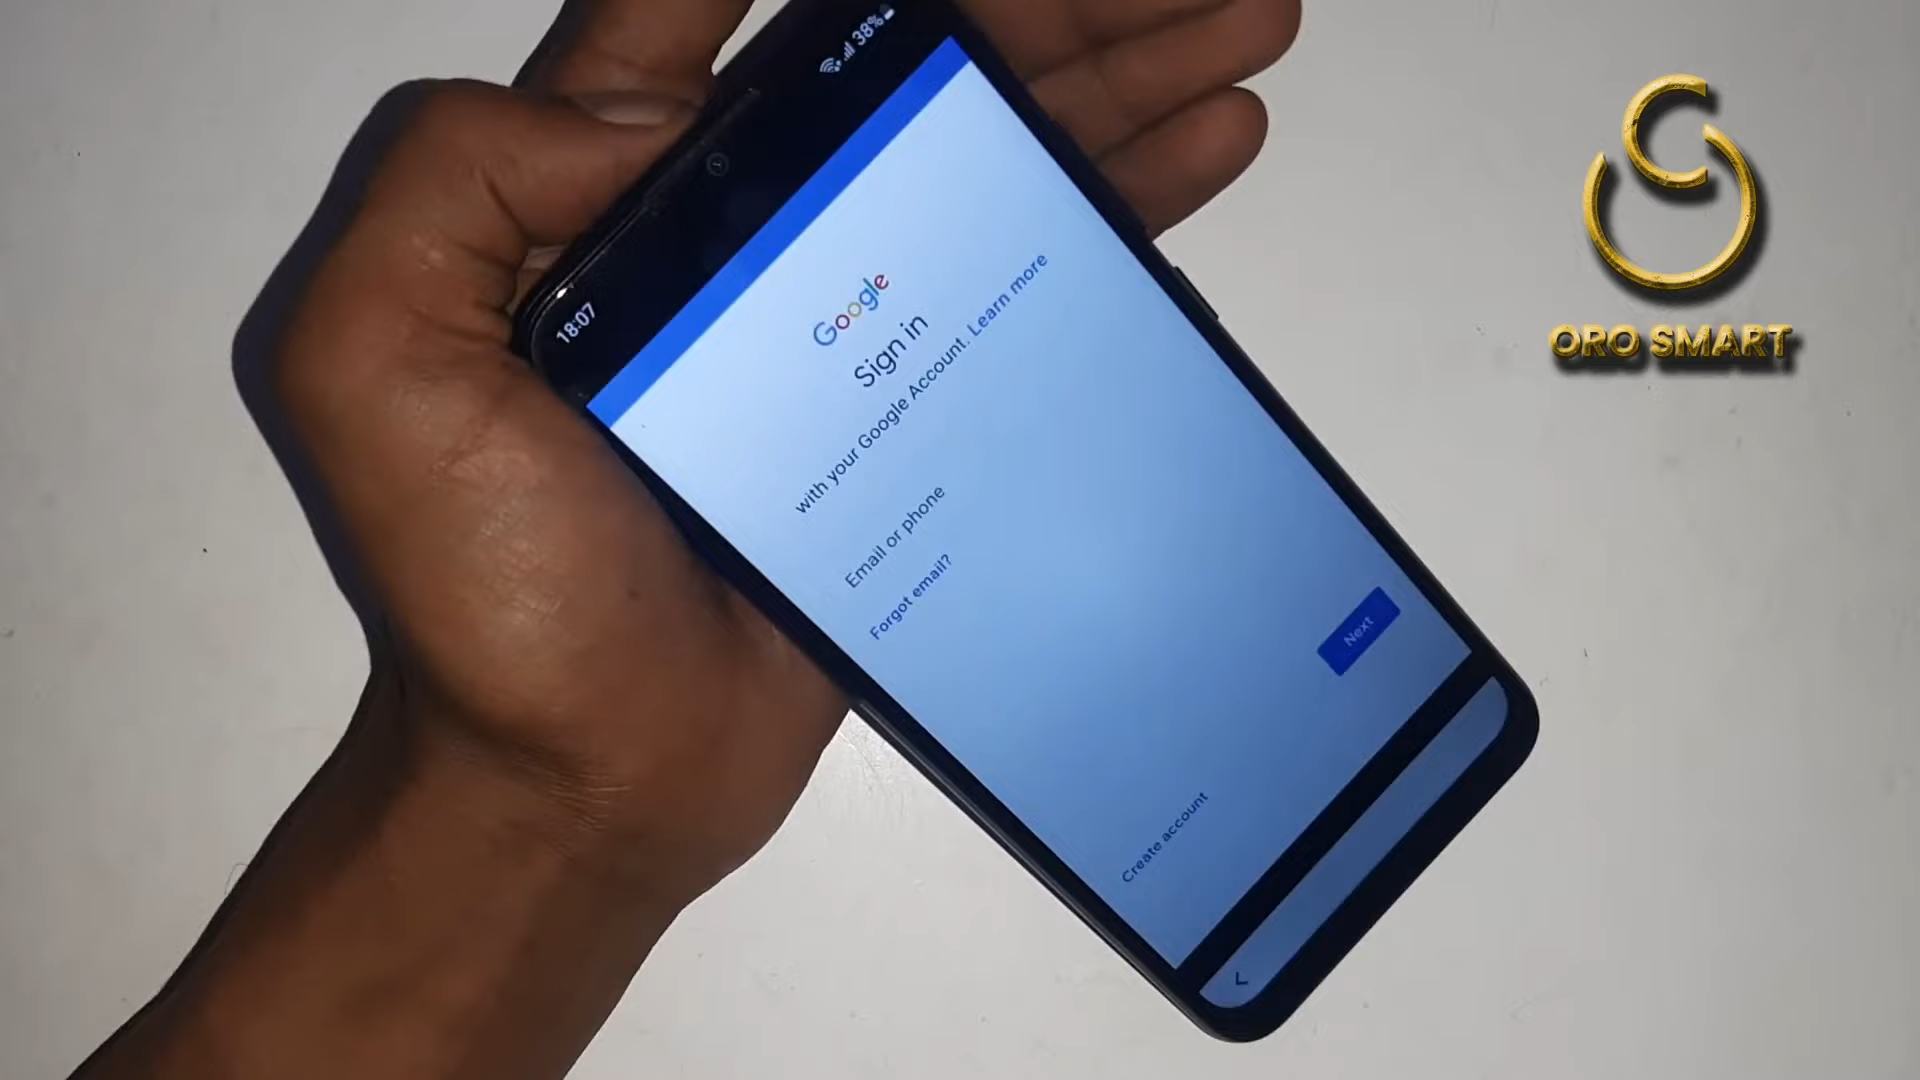 18:07
38%
Google
Sign in
with your Google Account. Learn more
Email or phone
Forgot email?
Next
Create account
ORO SMART